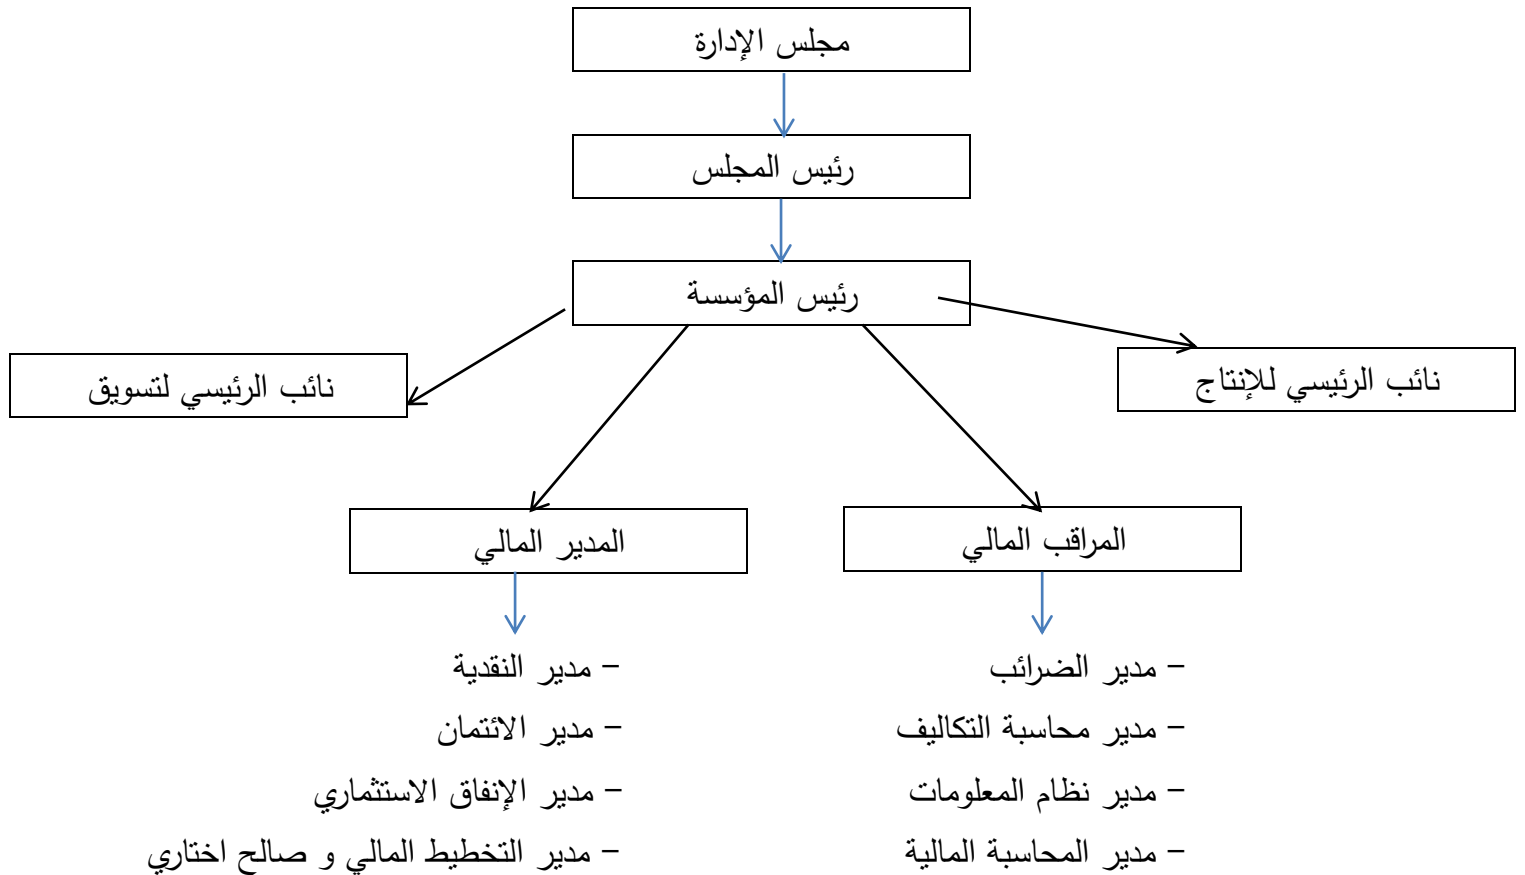 مجلس الإدارة
رئيس المجلس
رئيس المؤسسة
نائب الرئيسي للإنتاج
نائب الرئيسي لتسويق
المراقب المالي
المدير المالي
– مدير الضرائب
– مدير محاسبة التكاليف
– مدير نظام المعلومات
– مدير المحاسبة المالية
– مدير النقدية
– مدير الائتمان
– مدير الإنفاق الاستثماري
– مدير التخطيط المالي و صالح اختاري